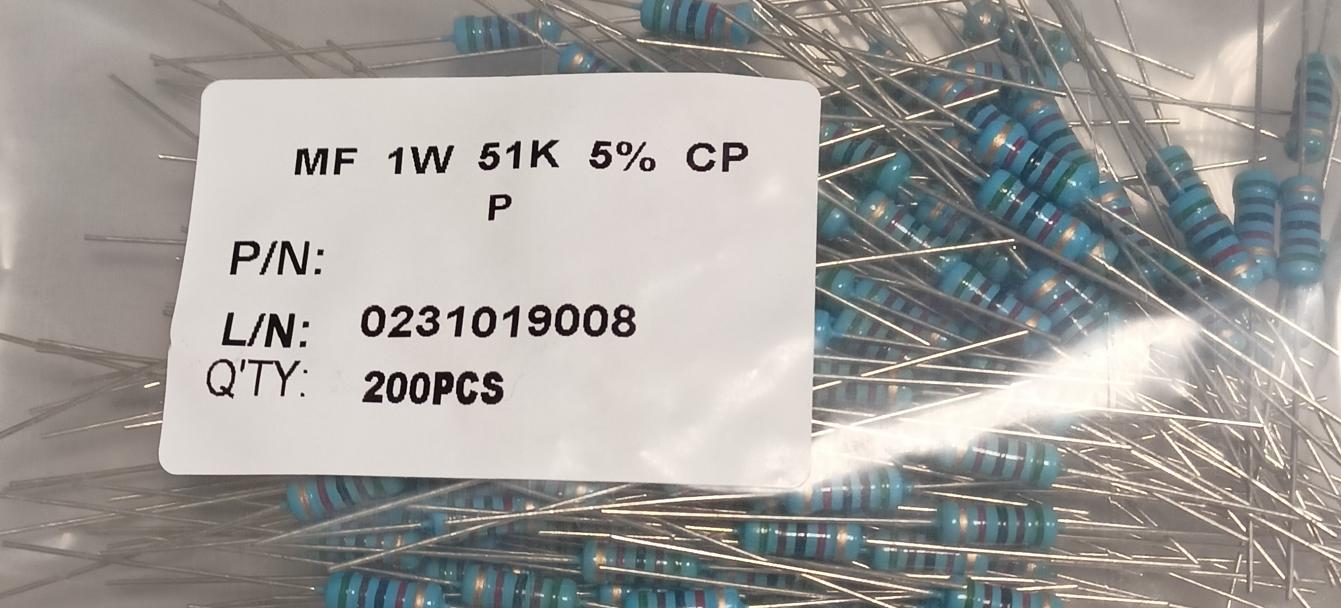 MF 1W 51K 5% CP
P
P/N:
L/N: 0231019008
Q'TY: 200PCS